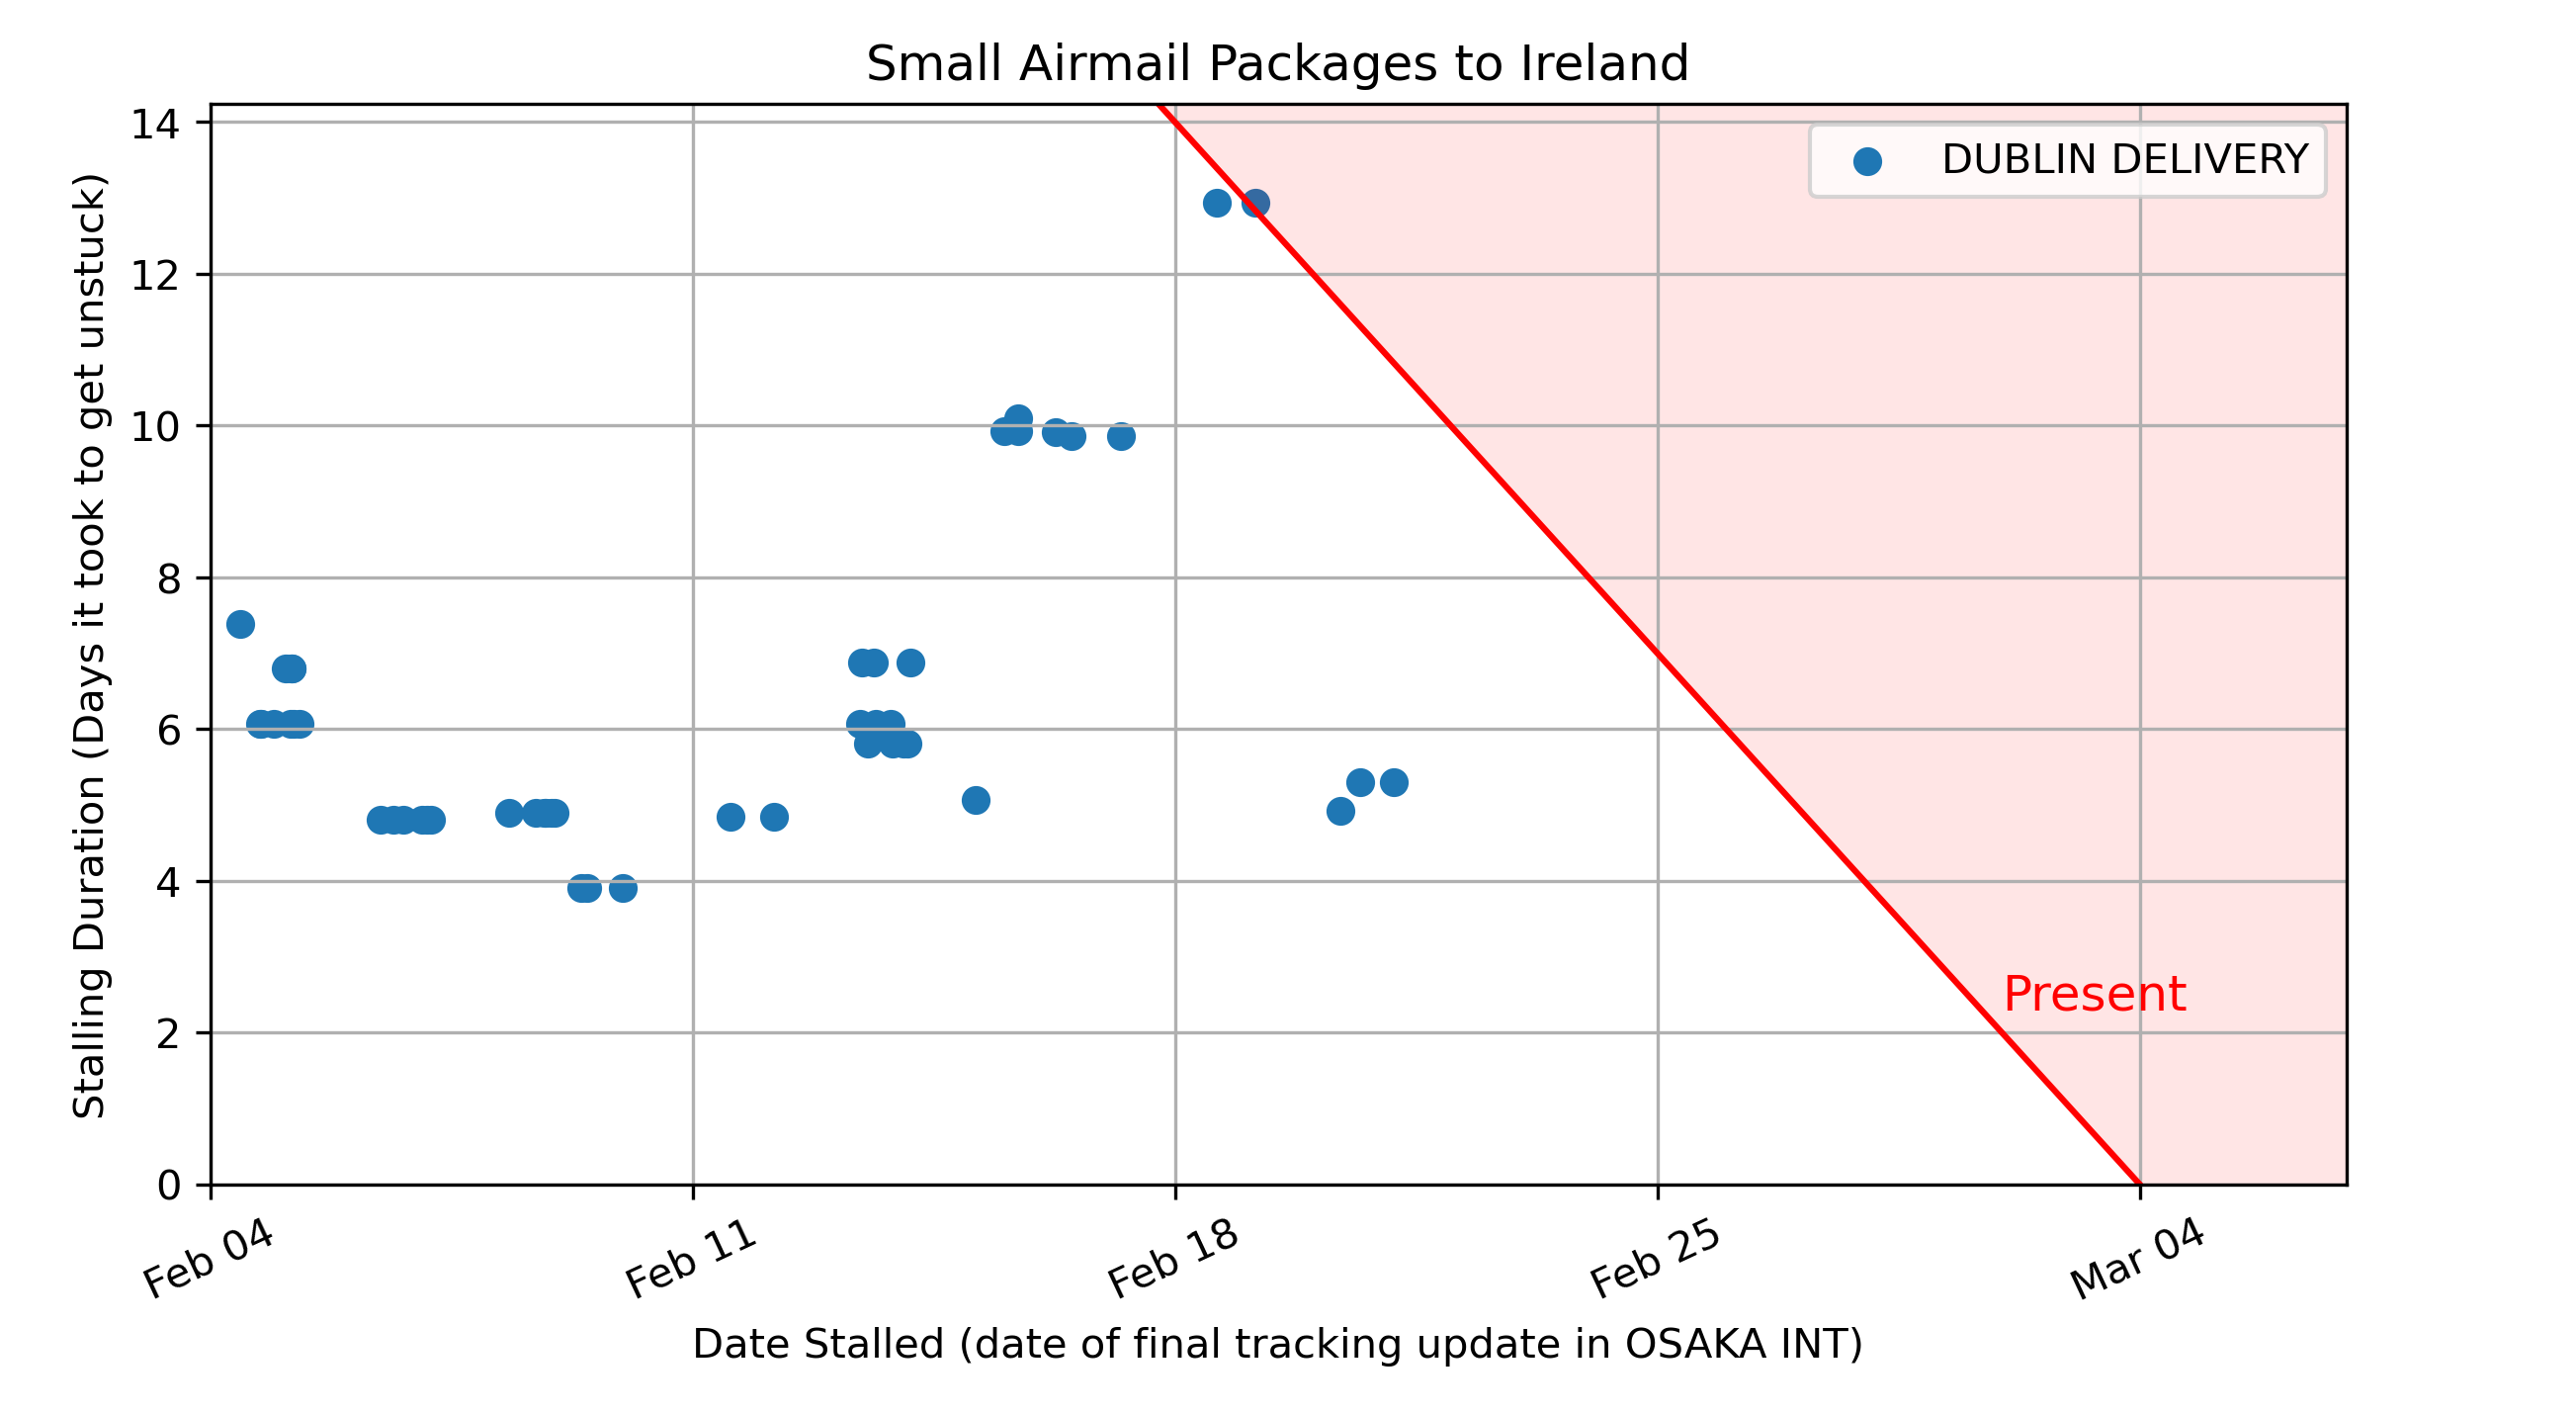 Small Airmail Packages to Ireland
DUBLIN DELIVERY
Stalling Duration (Days it took to get unstuck)
14
12
10
8
6
4
2
0
Present
Feb 04
Feb 11
Feb 18
Feb 25
Mar 04
Date Stalled (date of final tracking update in OSAKA INT)